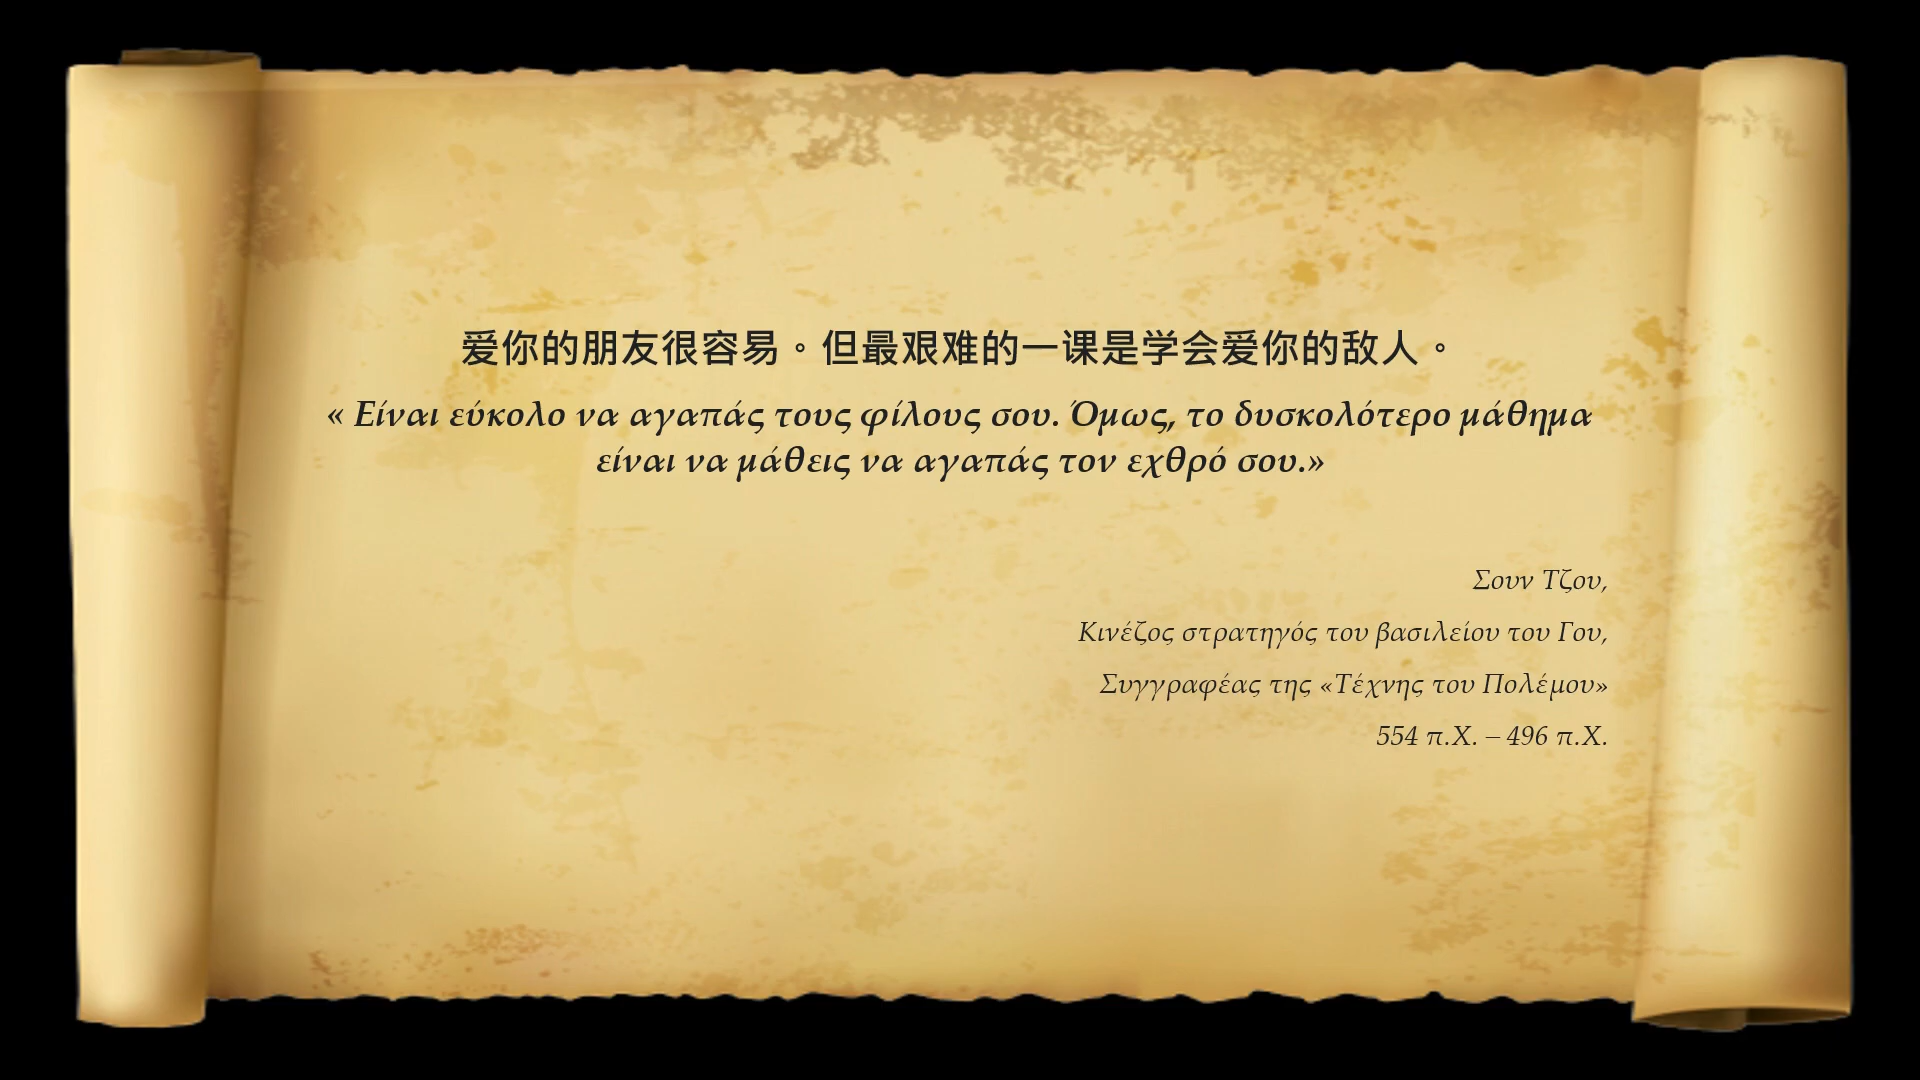 爱你的朋友很容易。但最艰难的一课是学会爱你的敌人。
« Είναι εύκολο να αγαπάς τους φίλους σου. Όμως, το δυσκολότερο μάθημα
είναι να μάθεις να αγαπάς τον εχθρό σου.»
Σουν Τζου,
Κινέζος στρατηγός του βασιλείου του Γου,
Συγγραφέας της «Τέχνης του Πολέμου»
554 π.Χ. – 496 π.Χ.